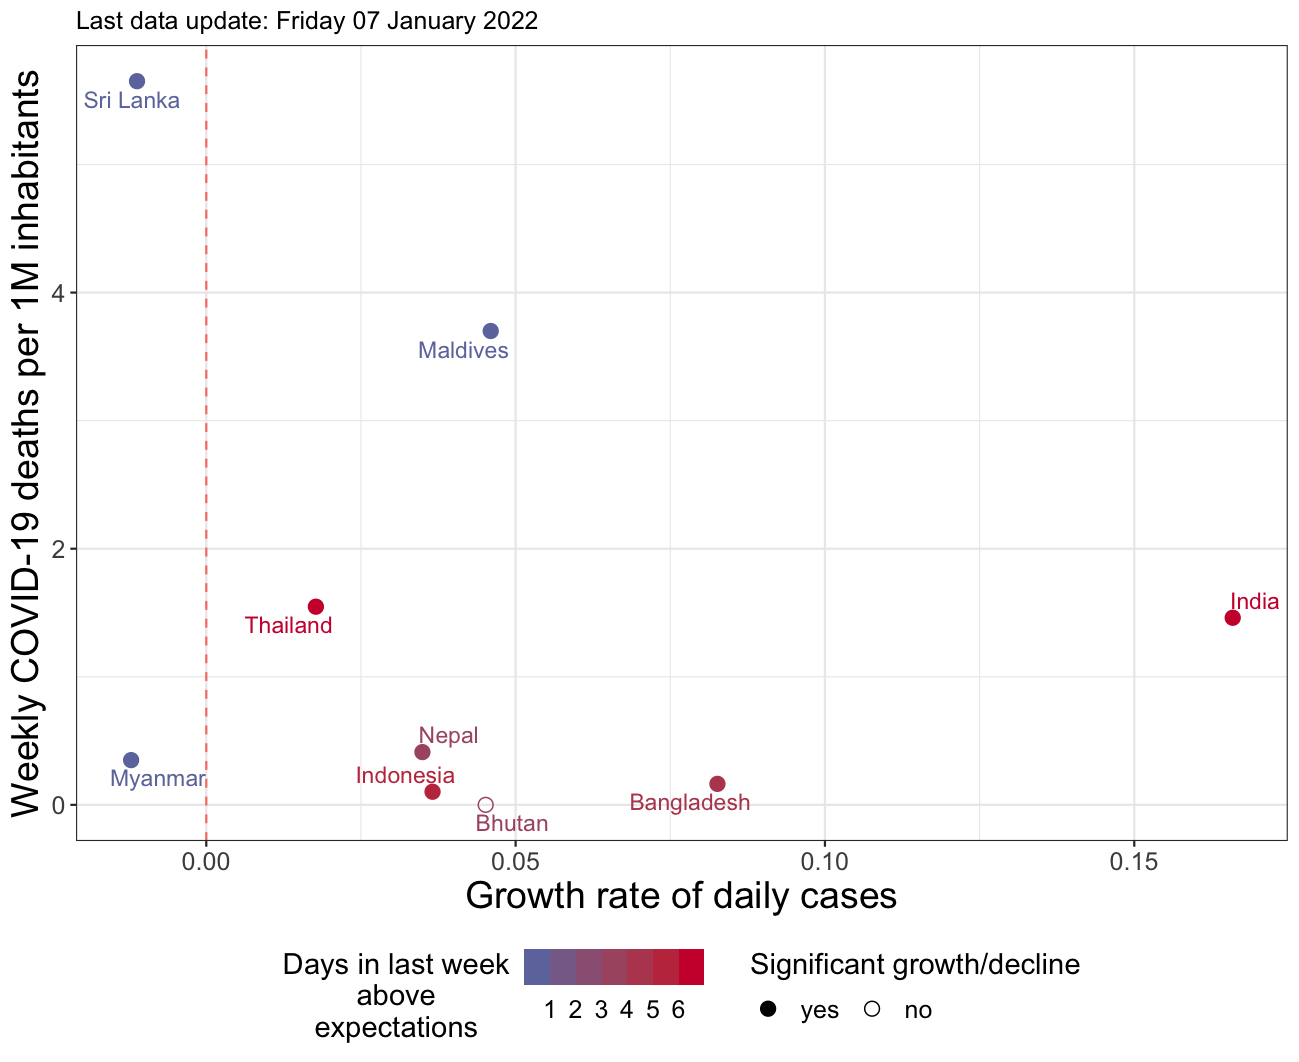 Last data update: Friday 07 January 2022
Weekly COVID-19 deaths per 1M inhabitants
Sri Lanka
4
Maldives
2
India
Thailand
Nepal
Indonesia
Myanmar
Bangladesh
0
Bhutan
0.00 0.05 0.10 0.15
Growth rate of daily cases
Days in last week
above
expectations
1 2 3 4 5 6
Significant growth/decline
yes no